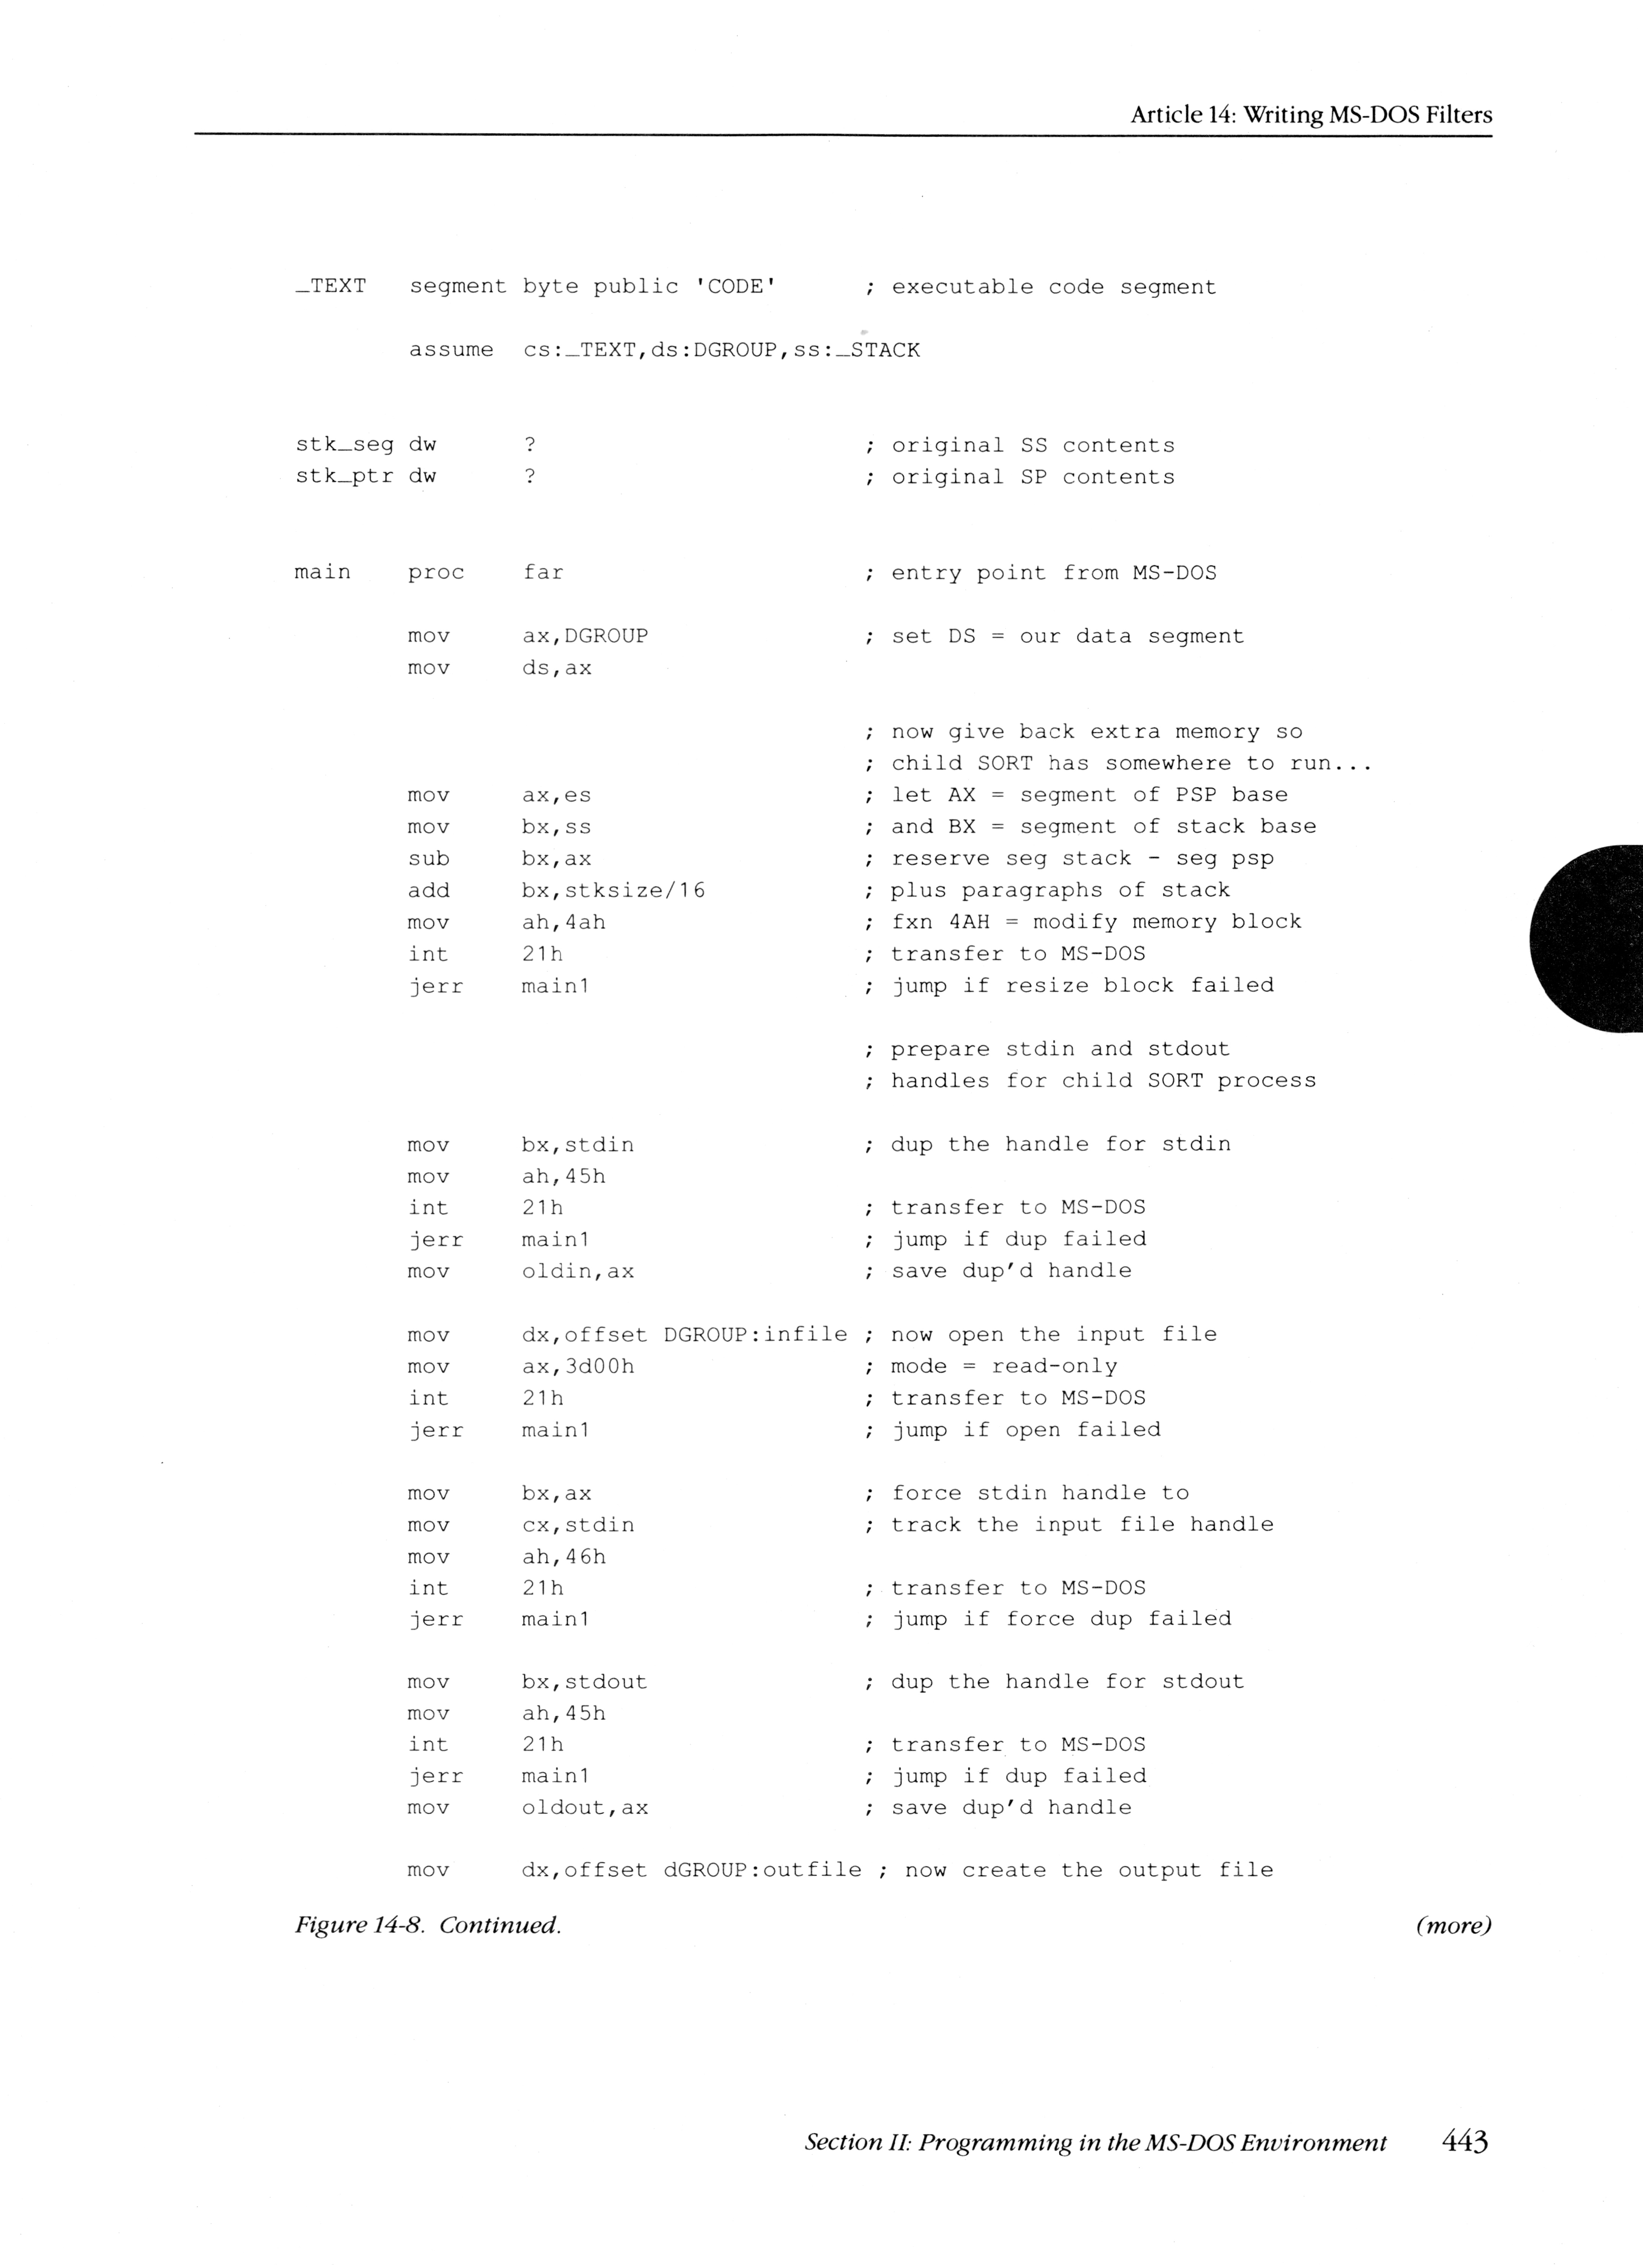 Article 14: Writing MS-DOS Filters
_TEXT   segment byte public 'CODE'      ; executable code segment
        assume  cs:_TEXT,ds:DGROUP,ss:_STACK
stk_seg dw      ?                       ; original SS contents
stk_ptr dw      ?                       ; original SP contents
main    proc    far                     ; entry point from MS-DOS
        mov     ax,DGROUP               ; set DS = our data segment
        mov     ds,ax
                                        ; now give back extra memory so
                                        ; child SORT has somewhere to run...
        mov     ax,es                   ; let AX = segment of PSP base
        mov     bx,ss                   ; and BX = segment of stack base
        sub     bx,ax                   ; reserve seg stack - seg psp
        add     bx,stksize/16           ; plus paragraphs of stack
        mov     ah,4ah                  ; fxn 4AH = modify memory block
        int     21h                     ; transfer to MS-DOS
        jerr    main1                   ; jump if resize block failed
                                        ; prepare stdin and stdout
                                        ; handles for child SORT process
        mov     bx,stdin                ; dup the handle for stdin
        mov     ah,45h
        int     21h                     ; transfer to MS-DOS
        jerr    main1                   ; jump if dup failed
        mov     oldin,ax                ; save dup'd handle
        mov     dx,offset DGROUP:infile ; now open the input file
        mov     ax,3d00h                ; mode = read-only
        int     21h                     ; transfer to MS-DOS
        jerr    main1                   ; jump if open failed
        mov     bx,ax                   ; force stdin handle to
        mov     cx,stdin                ; track the input file handle
        mov     ah,46h
        int     21h                     ; transfer to MS-DOS
        jerr    main1                   ; jump if force dup failed
        mov     bx,stdout               ; dup the handle for stdout
        mov     ah,45h
        int     21h                     ; transfer to MS-DOS
        jerr    main1                   ; jump if dup failed
        mov     oldout,ax               ; save dup'd handle
        mov     dx,offset dGROUP:outfile ; now create the output file
Figure 14-8. Continued. (more)
Section II: Programming in the MS-DOS Environment 443